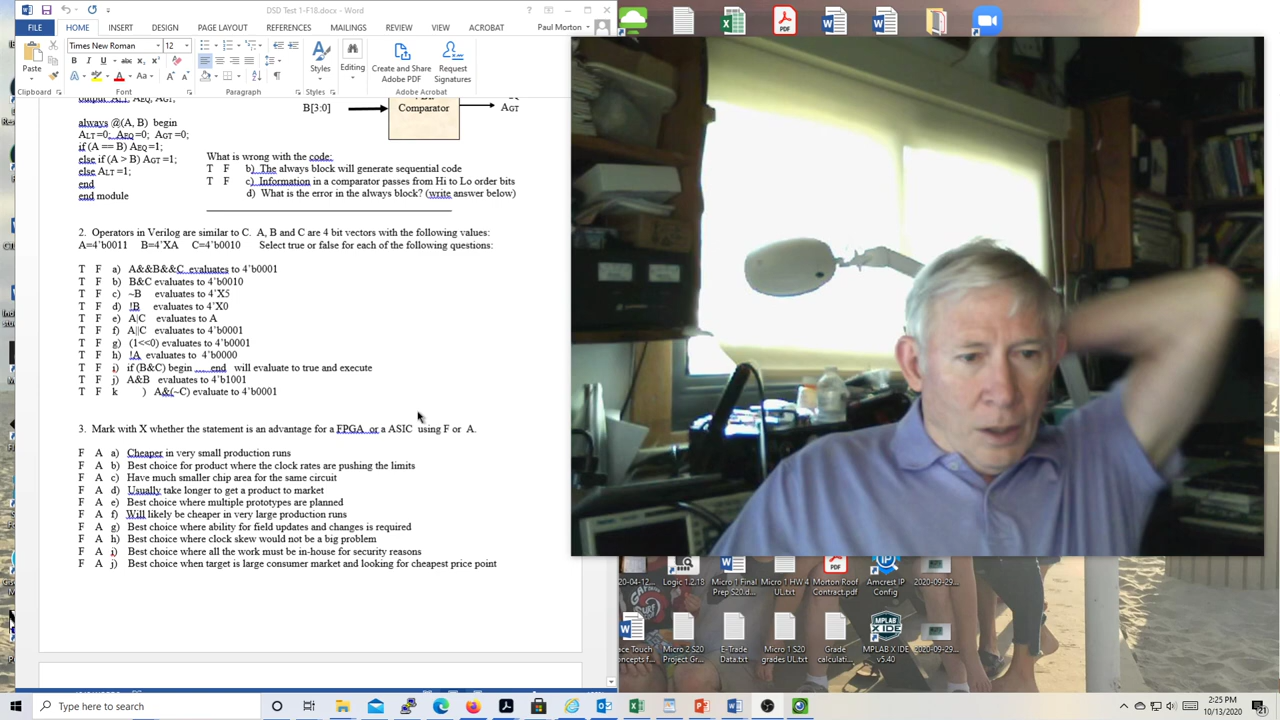 DSD Test 1-F18.docx - Word
FILE HOME INSERT DESIGN PAGE LAYOUT REFERENCES MAILINGS REVIEW VIEW ACROBAT Paul Morton
Times New Roman 12
Paste Styles Editing Create and Share Adobe PDF Request Signatures
Clipboard Font Paragraph Styles Adobe Acrobat
B[3:0] Comparator AGT
always @(A, B) begin
ALT =0; AEQ =0; AGT =0;
if (A == B) AEQ =1;
else if (A > B) AGT =1;
else ALT =1;
end
end module
What is wrong with the code:
T F b) The always block will generate sequential code
T F c) Information in a comparator passes from Hi to Lo order bits
d) What is the error in the always block? (write answer below)
2. Operators in Verilog are similar to C. A, B and C are 4 bit vectors with the following values:
A=4'b0011 B=4'XA C=4'b0010 Select true or false for each of the following questions:
T F a) A&&B&&C evaluates to 4'b0001
T F b) B&C evaluates to 4'b0010
T F c) ~B evaluates to 4'X5
T F d) !B evaluates to 4'X0
T F e) A|C evaluates to A
T F f) A||C evaluates to 4'b0001
T F g) (1<<0) evaluates to 4'b0001
T F h) !A evaluates to 4'b0000
T F i) if (B&C) begin .... end will evaluate to true and execute
T F j) A&B evaluates to 4'b1001
T F k ) A&(~C) evaluate to 4'b0001
3. Mark with X whether the statement is an advantage for a FPGA or a ASIC using F or A.
F A a) Cheaper in very small production runs
F A b) Best choice for product where the clock rates are pushing the limits
F A c) Have much smaller chip area for the same circuit
F A d) Usually take longer to get a product to market
F A e) Best choice where multiple prototypes are planned
F A f) Will likely be cheaper in very large production runs
F A g) Best choice where ability for field updates and changes is required
F A h) Best choice where clock skew would not be a big problem
F A i) Best choice where all the work must be in-house for security reasons
F A j) Best choice when target is large consumer market and looking for cheapest price point
20-04-12... Logic 1.2.18 Micro 1 Final Prep S20.d... Micro 1 HW 4 UL.txt Morton Roof Contract.pdf Amcrest IP Config 2020-09-29...
Micro 2 S20 Project Gr... E-Trade Data.txt Micro 1 S20 grades UL.txt Grade calculati... MPLAB X IDE v5.40 2020-09-29...
Type here to search
2:25 PM
10/13/2020
21